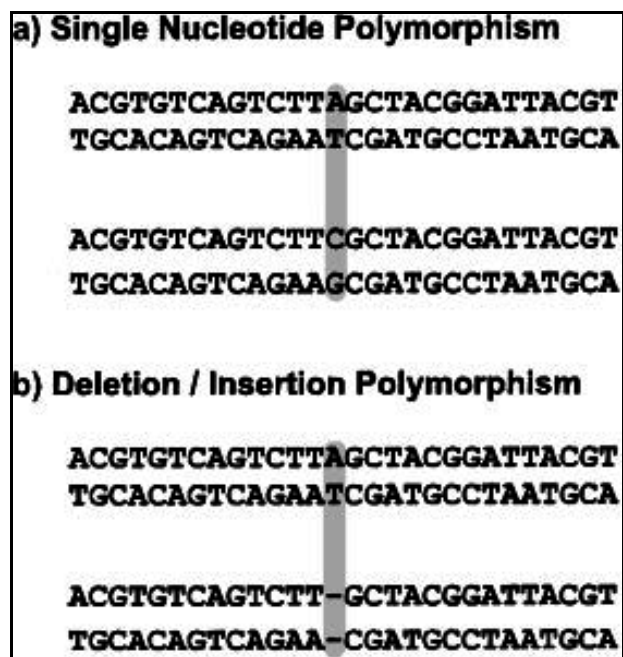 a) Single Nucleotide Polymorphism
ACGTGTCAGTCTTAGCTACGGATTACGT
TGCACAGTCAGAATCGATGCCTAATGCA
ACGTGTCAGTCTTCGCTACGGATTACGT
TGCACAGTCAGAAGCGATGCCTAATGCA
b) Deletion / Insertion Polymorphism
ACGTGTCAGTCTTAGCTACGGATTACGT
TGCACAGTCAGAATCGATGCCTAATGCA
ACGTGTCAGTCTT-GCTACGGATTACGT
TGCACAGTCAGAA-CGATGCCTAATGCA